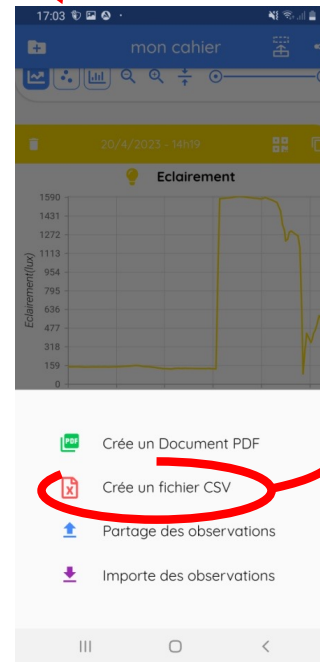 17:03
mon cahier
20/4/2023 - 14h19
Eclairement
Eclairement(lux)
1590
1431
1272
1113
954
795
636
477
318
159
0
PDF
Crée un Document PDF
X
Crée un fichier CSV
Partage des observations
Importe des observations